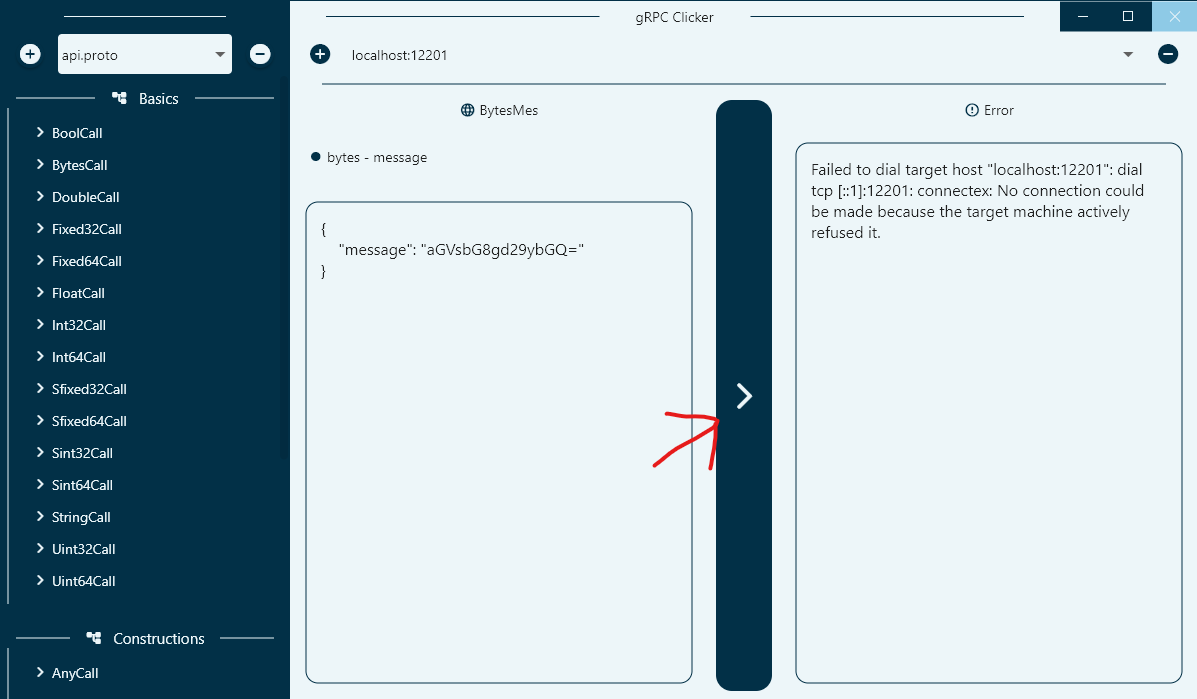 gRPC Clicker
api.proto
localhost:12201
Basics
BoolCall
BytesCall
DoubleCall
Fixed32Call
Fixed64Call
FloatCall
Int32Call
Int64Call
Sfixed32Call
Sfixed64Call
Sint32Call
Sint64Call
StringCall
Uint32Call
Uint64Call
Constructions
AnyCall
BytesMes
bytes - message
{
"message": "aGVsbG8gd29ybGQ="
}
Error
Failed to dial target host "localhost:12201": dial
tcp [::1]:12201: connectex: No connection could
be made because the target machine actively
refused it.